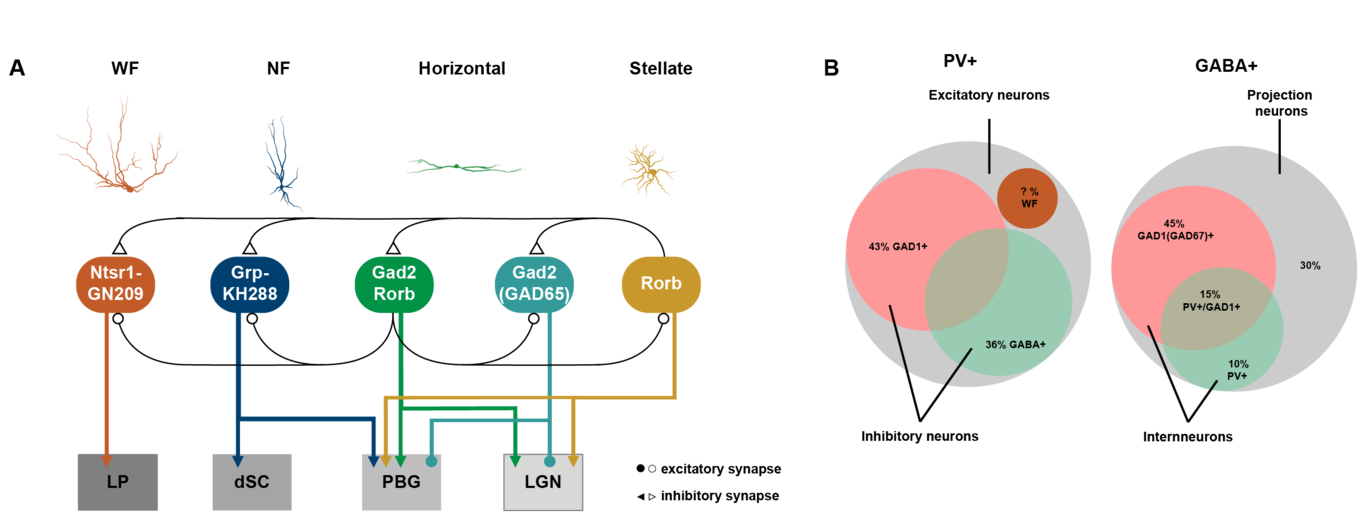 A
WF
NF
Horizontal
Stellate
Ntsr1-
GN209
Grp-
KH288
Gad2
Rorb
Gad2
(GAD65)
Rorb
LP
dSC
PBG
LGN
excitatory synapse
inhibitory synapse
B
PV+
Excitatory neurons
? %
WF
43% GAD1+
36% GABA+
Inhibitory neurons
GABA+
Projection
neurons
45%
GAD1(GAD67)+
30%
15%
PV+/GAD1+
10%
PV+
Internneurons